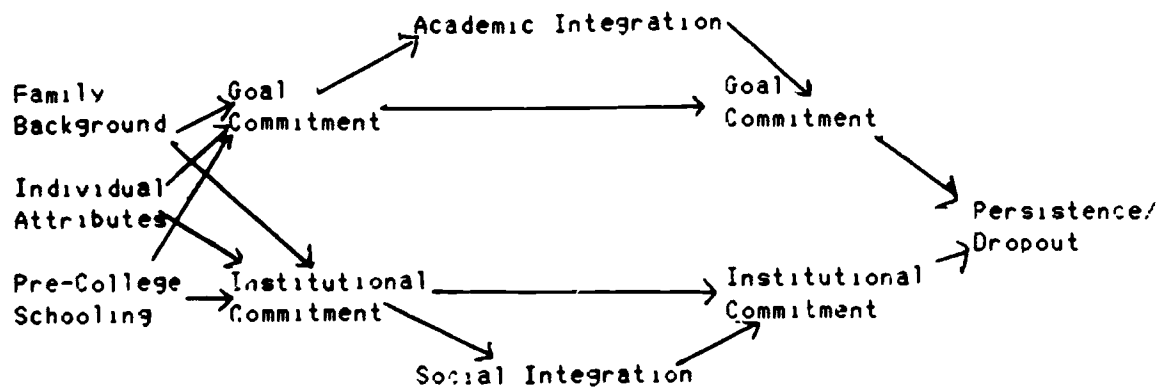 Academic Integration
Family
Background
Goal
Commitment
Goal
Commitment
Individual
Attributes
Persistence/
Dropout
Pre-College
Schooling
Institutional
Commitment
Institutional
Commitment
Social Integration